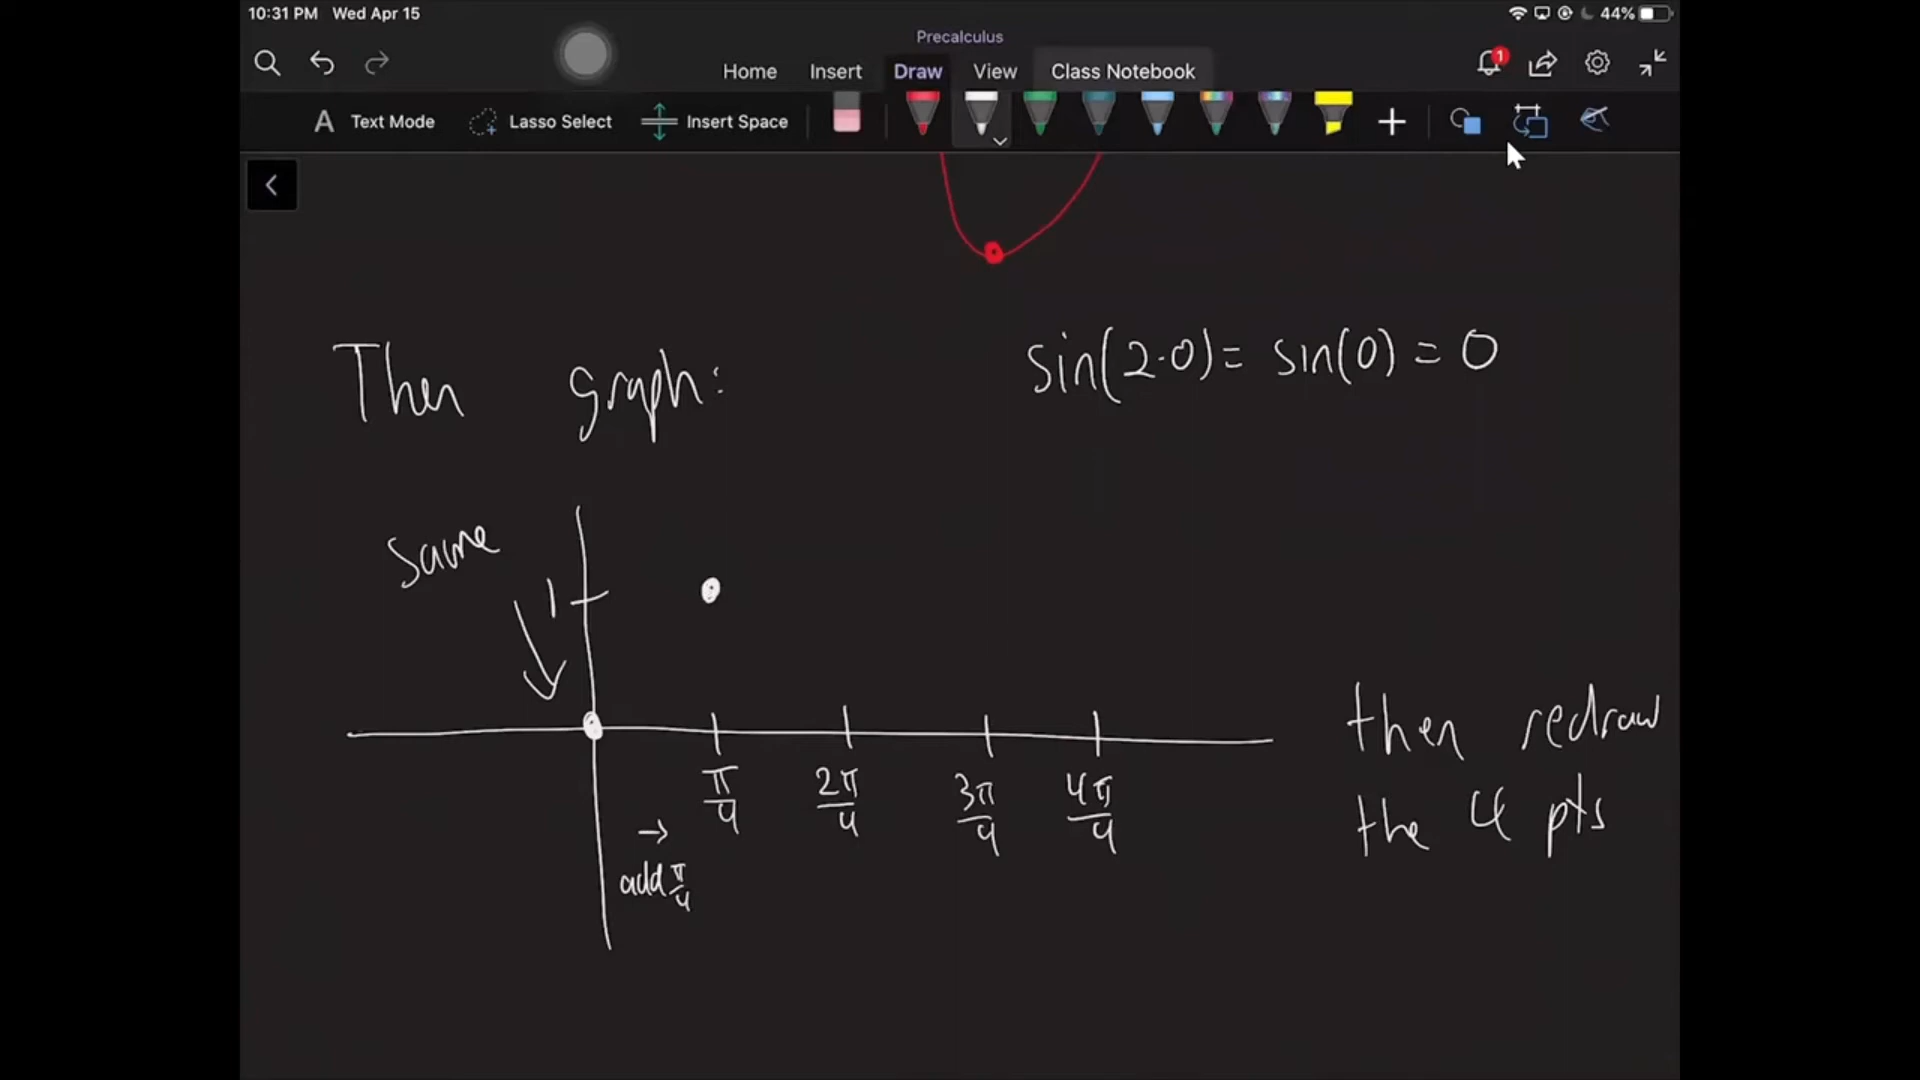 10:31 PM Wed Apr 15
44%
Precalculus
Home Insert Draw View Class Notebook
1
A Text Mode Lasso Select Insert Space
Then graph:
sin(2·0) = sin(0) = 0
same
1
then redraw
the 4 pts
π/4 2π/4 3π/4 4π/4
→
add π/4